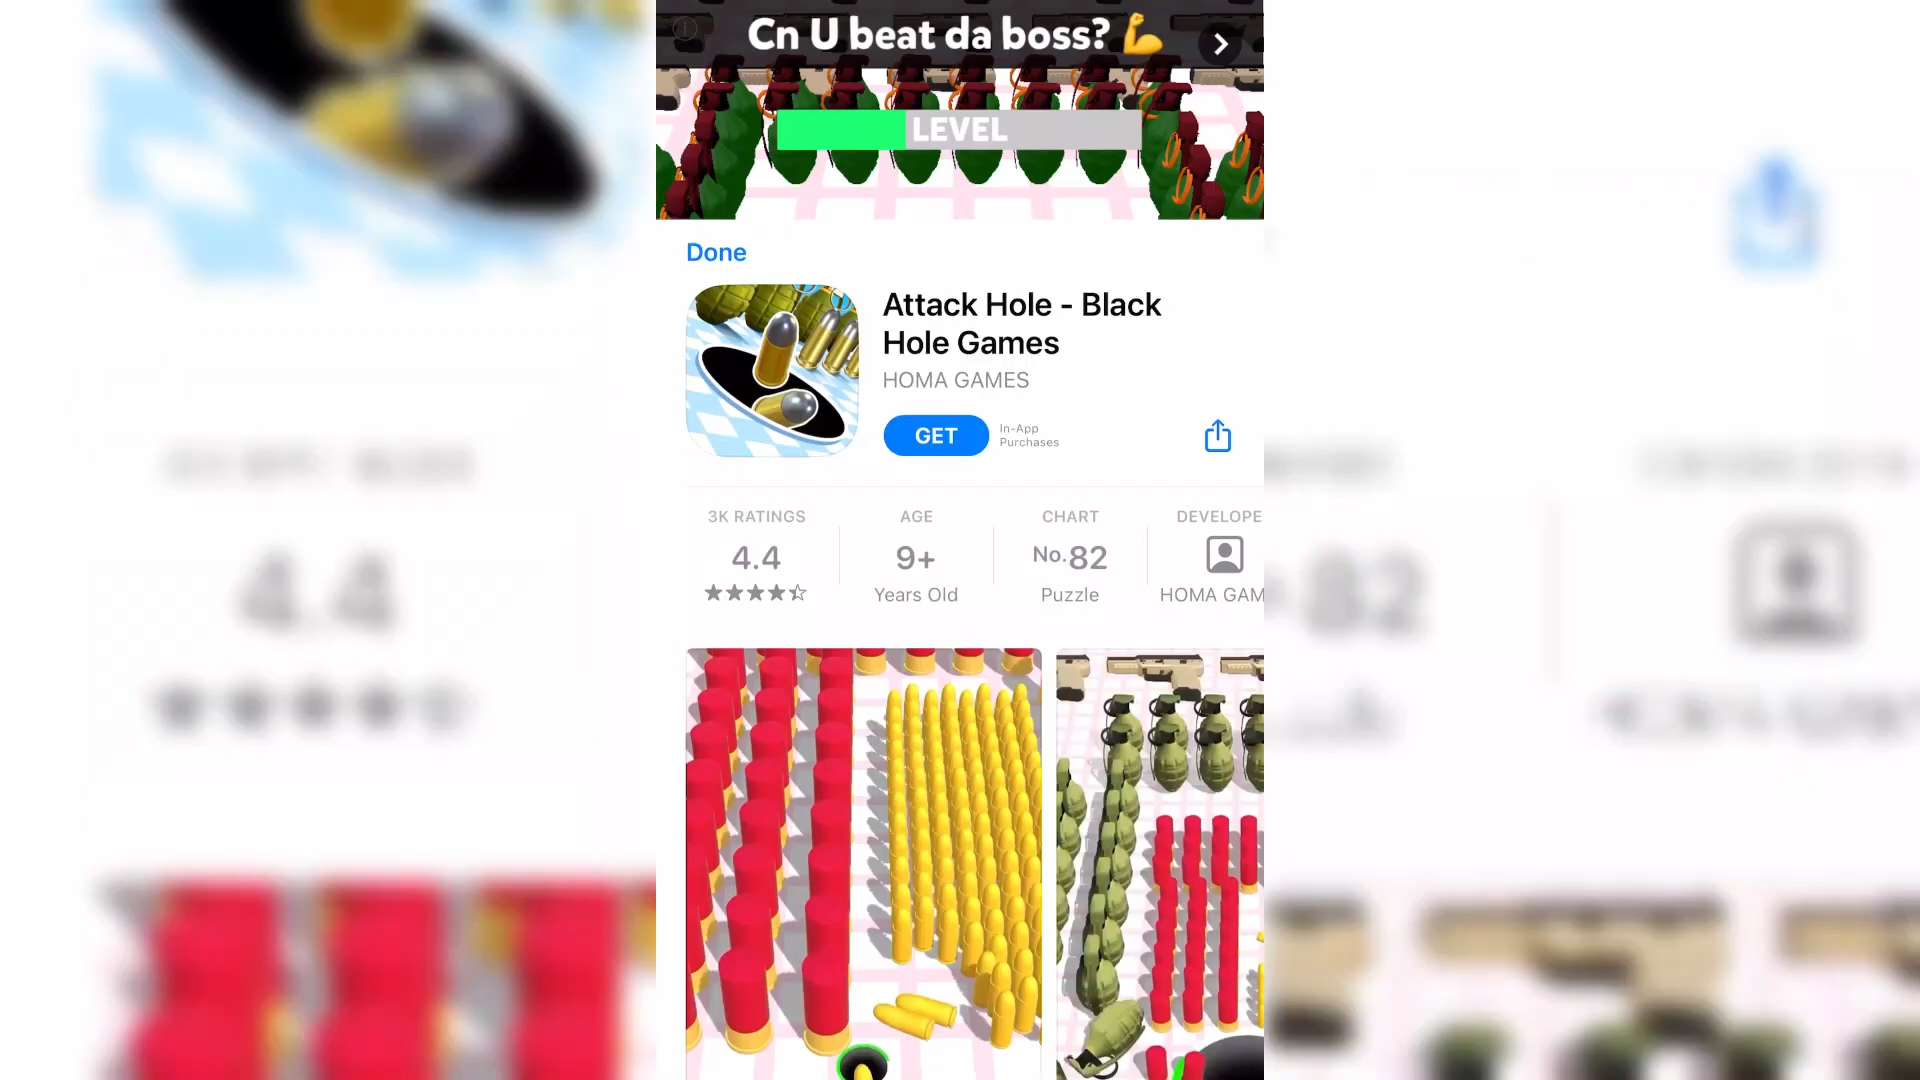 Cn U beat da boss? 💪
LEVEL
Done
Attack Hole - Black
Hole Games
HOMA GAMES
GET
In-App
Purchases
3K RATINGS
AGE
CHART
DEVELOPE
4.4
9+
No.82
Years Old
Puzzle
HOMA GAM